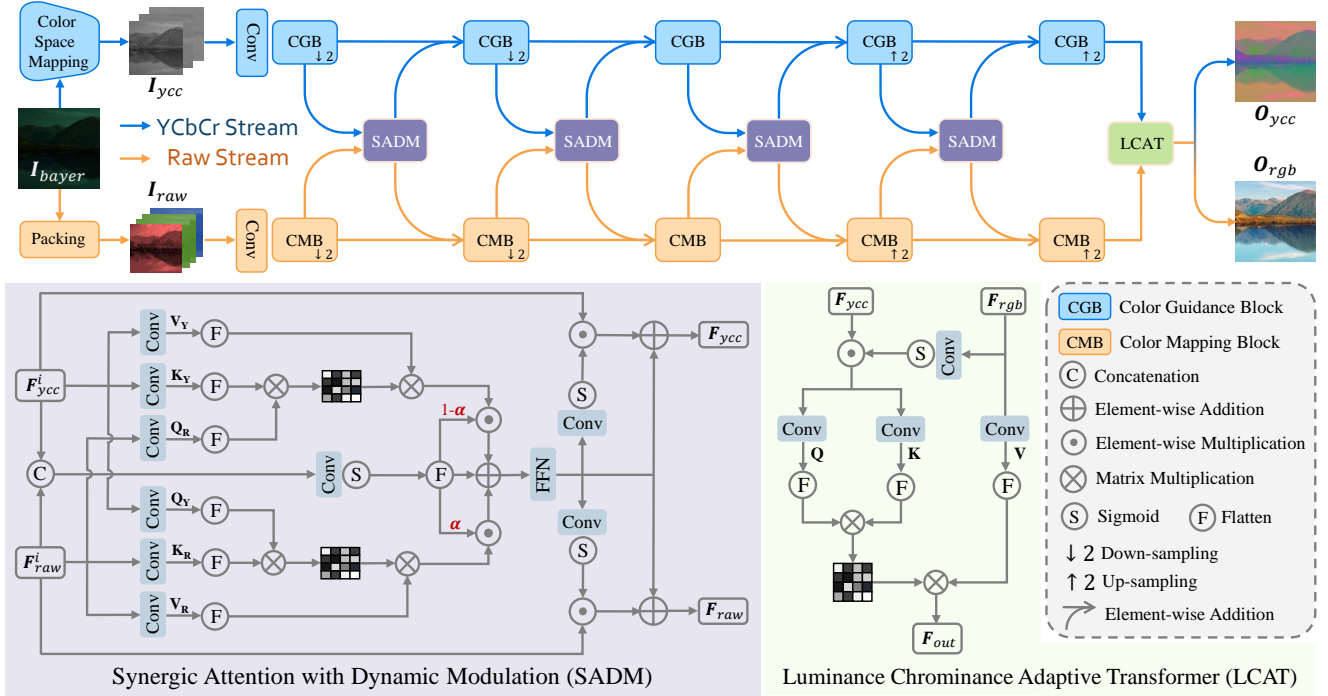 Color
Space
Mapping
I_ycc
Conv
CGB
↓2
CGB
↓2
CGB
CGB
↑2
CGB
↑2
O_ycc
I_bayer
YCbCr Stream
Raw Stream
SADM
SADM
SADM
SADM
LCAT
I_raw
O_rgb
Packing
Conv
CMB
↓2
CMB
↓2
CMB
CMB
↑2
CMB
↑2
F^i_ycc
F^i_raw
C
Conv
V_Y
F
Conv
K_Y
F
Conv
Q_R
F
Conv
S
F
1-α
α
Conv
Q_Y
F
Conv
K_R
F
Conv
V_R
F
FFN
S
Conv
Conv
S
F_ycc
F_raw
Synergic Attention with Dynamic Modulation (SADM)
F_ycc
F_rgb
S
Conv
Conv
Conv
Conv
Q
K
V
F
F
F
F_out
Luminance Chrominance Adaptive Transformer (LCAT)
CGB Color Guidance Block
CMB Color Mapping Block
C Concatenation
Element-wise Addition
Element-wise Multiplication
Matrix Multiplication
S Sigmoid F Flatten
↓2 Down-sampling
↑2 Up-sampling
Element-wise Addition